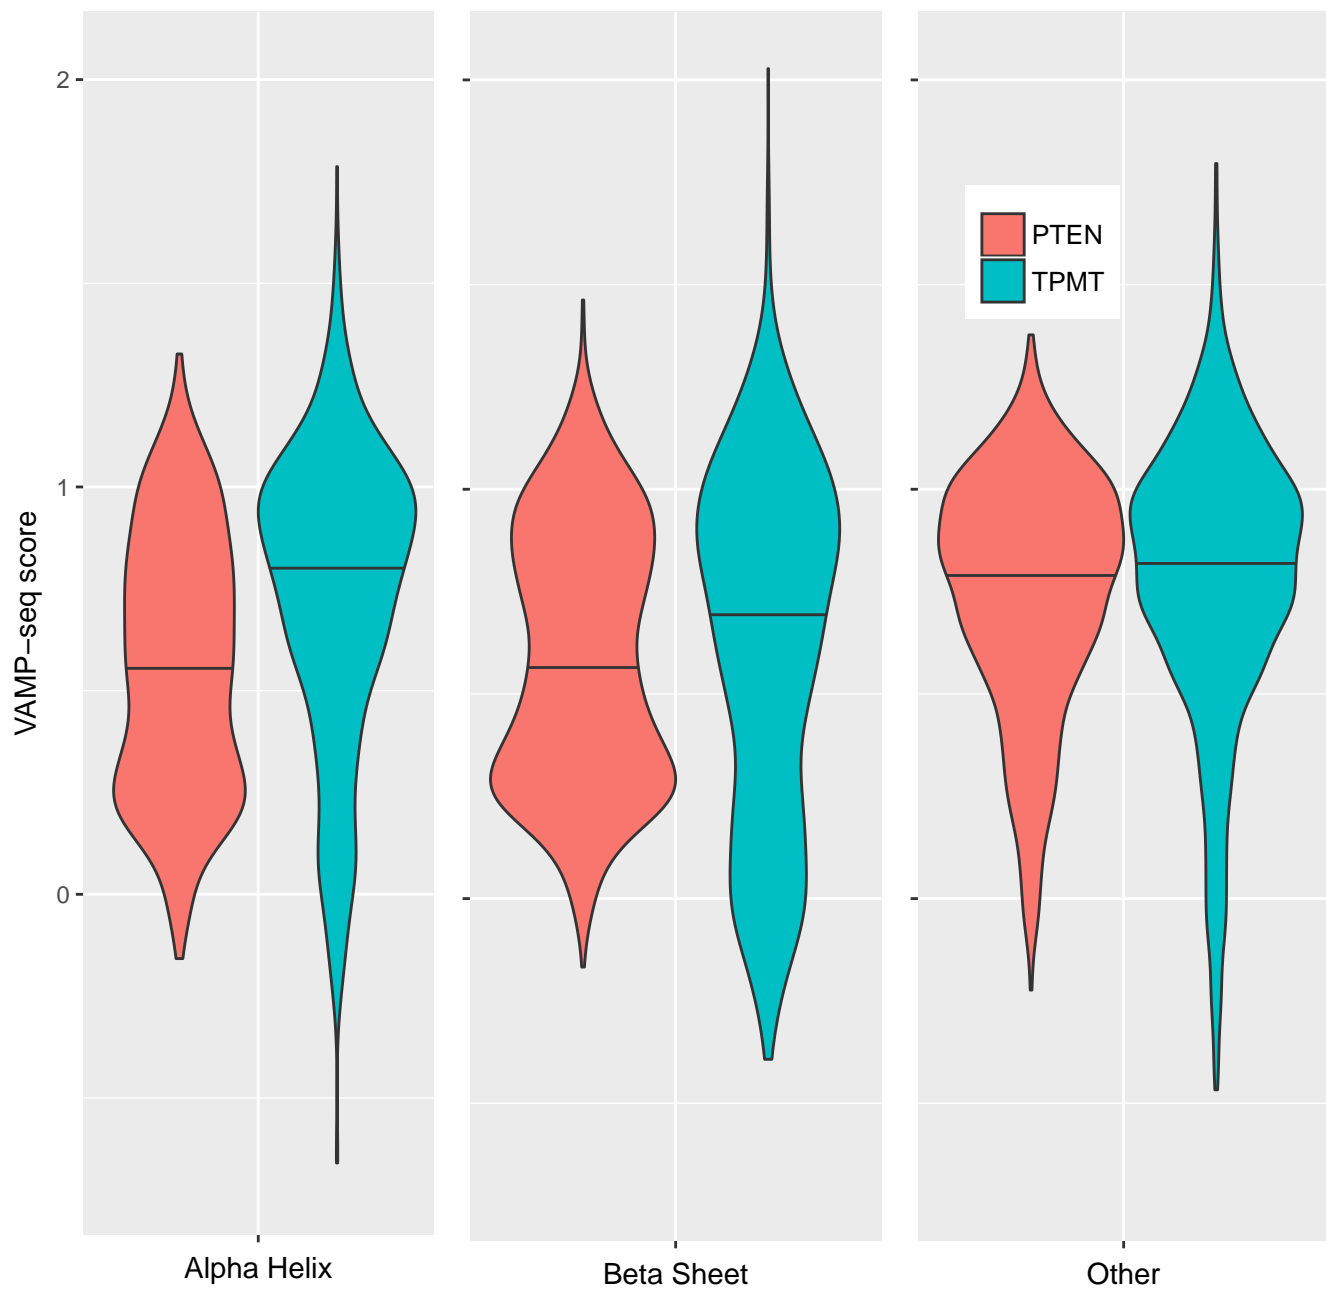 2
1
0
VAMP−seq score
PTEN
TPMT
Alpha Helix
Beta Sheet
Other